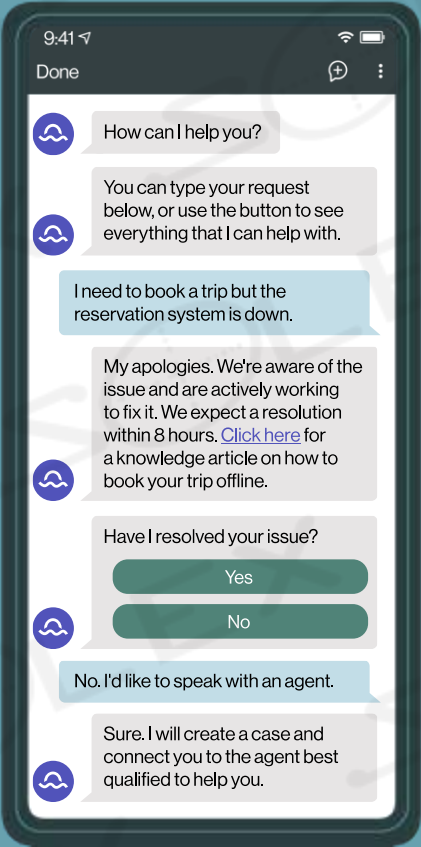 9:41
Done
How can I help you?
You can type your request
below, or use the button to see
everything that I can help with.
I need to book a trip but the
reservation system is down.
My apologies. We're aware of the
issue and are actively working
to fix it. We expect a resolution
within 8 hours. Click here for
a knowledge article on how to
book your trip offline.
Have I resolved your issue?
Yes
No
No. I'd like to speak with an agent.
Sure. I will create a case and
connect you to the agent best
qualified to help you.